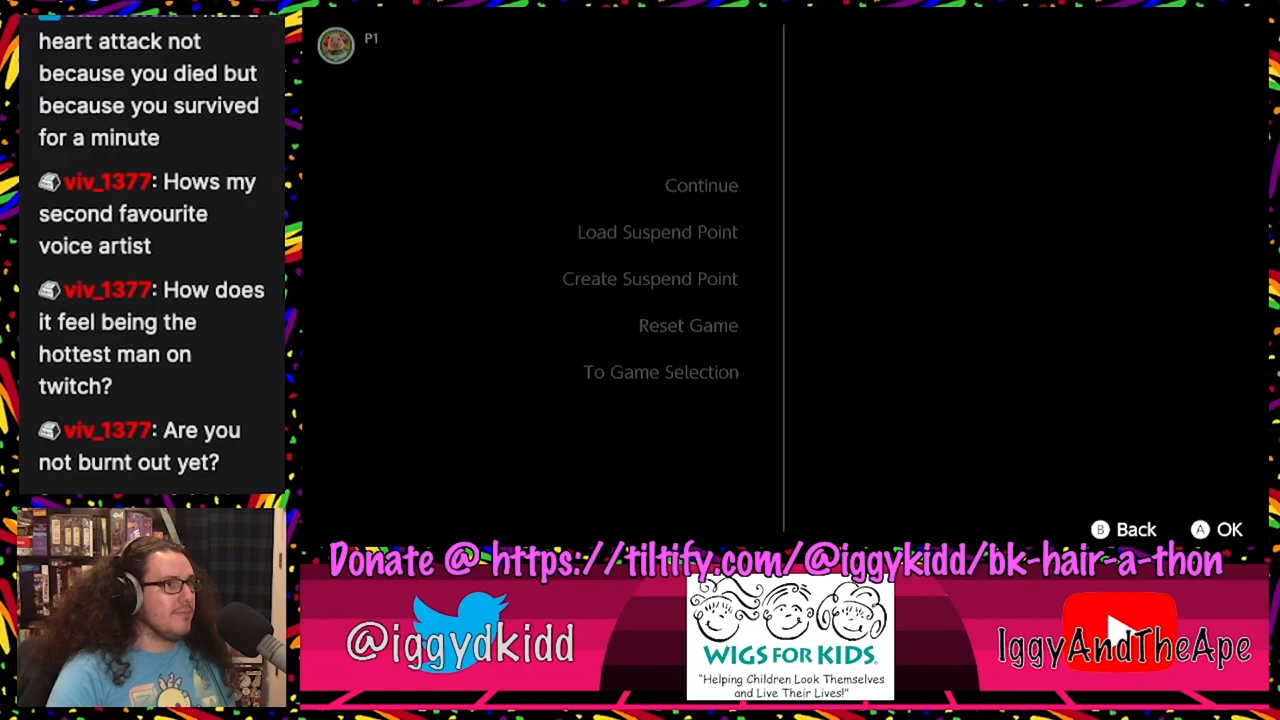 heart attack not
because you died but
because you survived
for a minute
viv_1377: Hows my
second favourite
voice artist
viv_1377: How does
it feel being the
hottest man on
twitch?
viv_1377: Are you
not burnt out yet?
P1
Continue
Load Suspend Point
Create Suspend Point
Reset Game
To Game Selection
B Back
A OK
Donate @ https://tiltify.com/@iggykidd/bk-hair-a-thon
@iggydkidd
WIGS FOR KIDS.
"Helping Children Look Themselves
and Live Their Lives!"
IggyAndTheApe